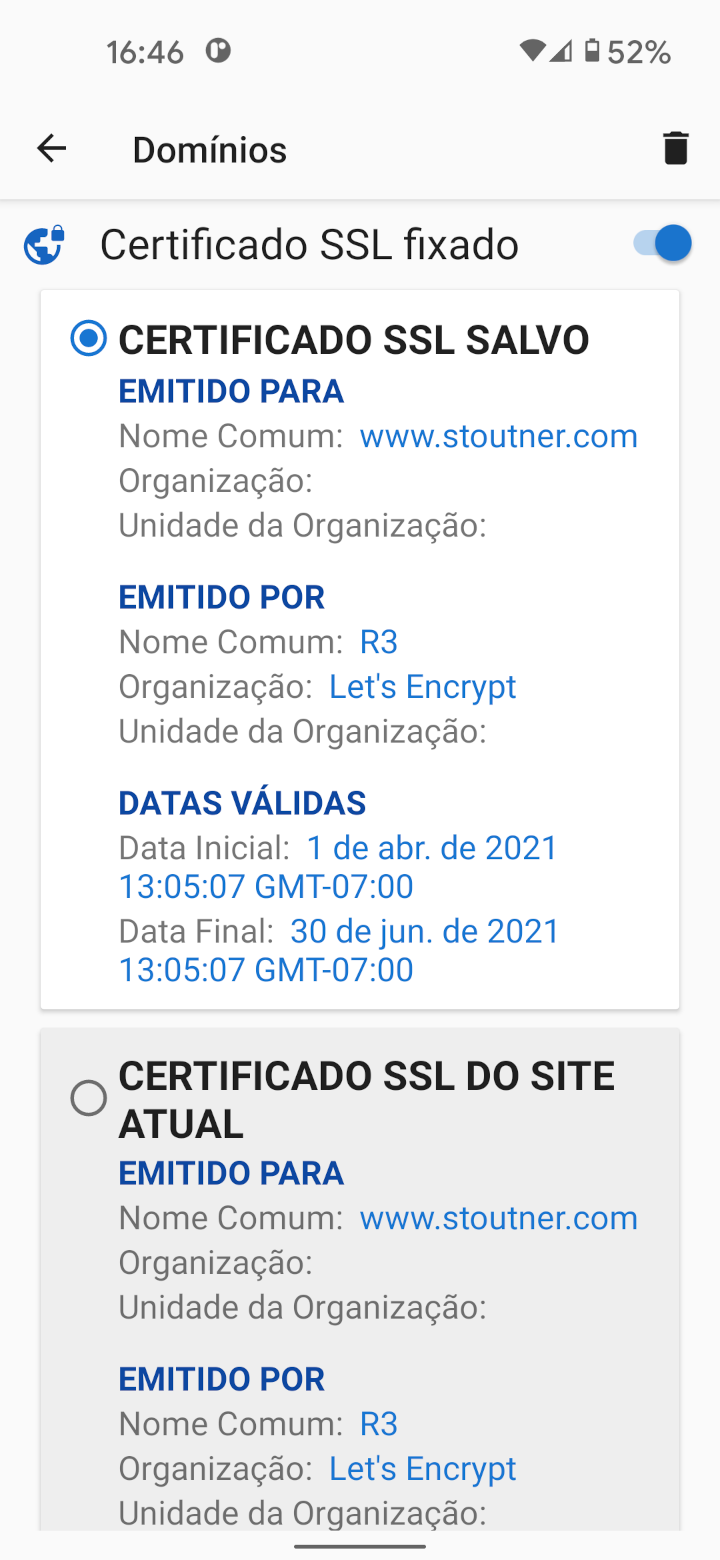 16:46
52%
Domínios
Certificado SSL fixado
CERTIFICADO SSL SALVO
EMITIDO PARA
Nome Comum: www.stoutner.com
Organização:
Unidade da Organização:
EMITIDO POR
Nome Comum: R3
Organização: Let's Encrypt
Unidade da Organização:
DATAS VÁLIDAS
Data Inicial: 1 de abr. de 2021
13:05:07 GMT-07:00
Data Final: 30 de jun. de 2021
13:05:07 GMT-07:00
CERTIFICADO SSL DO SITE
ATUAL
EMITIDO PARA
Nome Comum: www.stoutner.com
Organização:
Unidade da Organização:
EMITIDO POR
Nome Comum: R3
Organização: Let's Encrypt
Unidade da Organização: